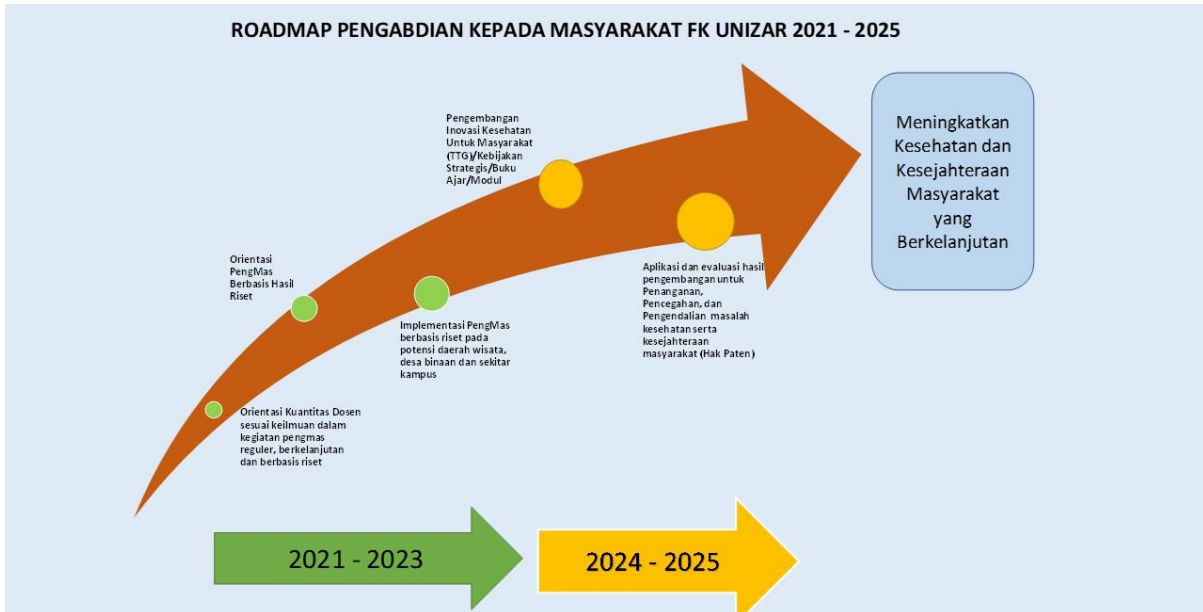 ROADMAP PENGABDIAN KEPADA MASYARAKAT FK UNIZAR 2021 - 2025
Pengembangan
Inovasi Kesehatan
Untuk Masyarakat
(TTG)/Kebijakan
Strategis/Buku
Ajar/Modul
Meningkatkan
Kesehatan dan
Kesejahteraan
Masyarakat
yang
Berkelanjutan
Orientasi
PengMas
Berbasis Hasil
Riset
Aplikasi dan evaluasi hasil
pengembangan untuk
Penanganan,
Pencegahan, dan
Pengendalian masalah
kesehatan serta
kesejahteraan
masyarakat (Hak Paten)
Implementasi PengMas
berbasis riset pada
potensi daerah wisata,
desa binaan dan sekitar
kampus
Orientasi Kuantitas Dosen
sesuai keilmuan dalam
kegiatan pengmas
reguler, berkelanjutan
dan berbasis riset
2021 - 2023
2024 - 2025